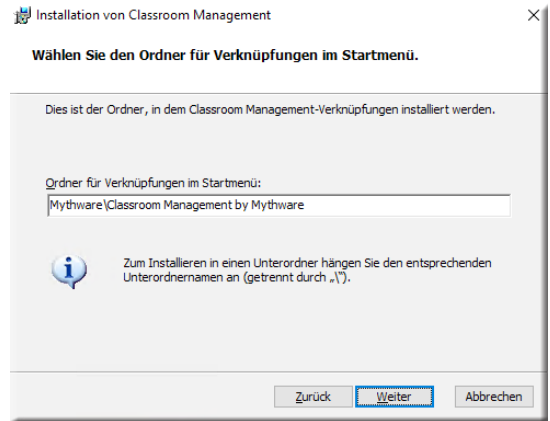 Installation von Classroom Management
Wählen Sie den Ordner für Verknüpfungen im Startmenü.
Dies ist der Ordner, in dem Classroom Management-Verknüpfungen installiert werden.
Ordner für Verknüpfungen im Startmenü:
Mythware\Classroom Management by Mythware
Zum Installieren in einen Unterordner hängen Sie den entsprechenden
Unterordnernamen an (getrennt durch „\“).
Zurück Weiter Abbrechen